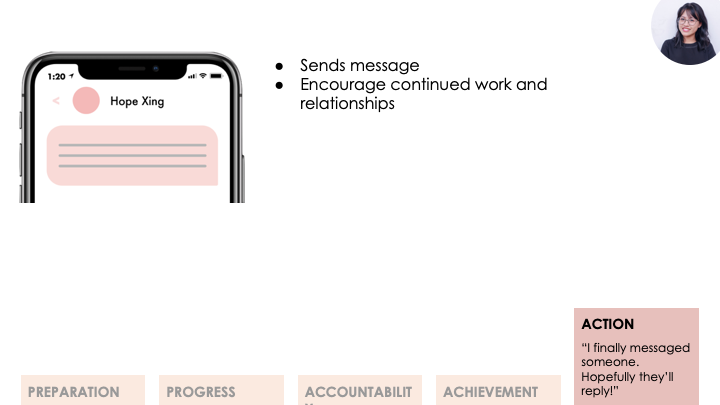 1:20
< Hope Xing
● Sends message
● Encourage continued work and
relationships
ACTION
“I finally messaged
someone.
Hopefully they’ll
reply!”
PREPARATION
PROGRESS
ACCOUNTABILIT
ACHIEVEMENT